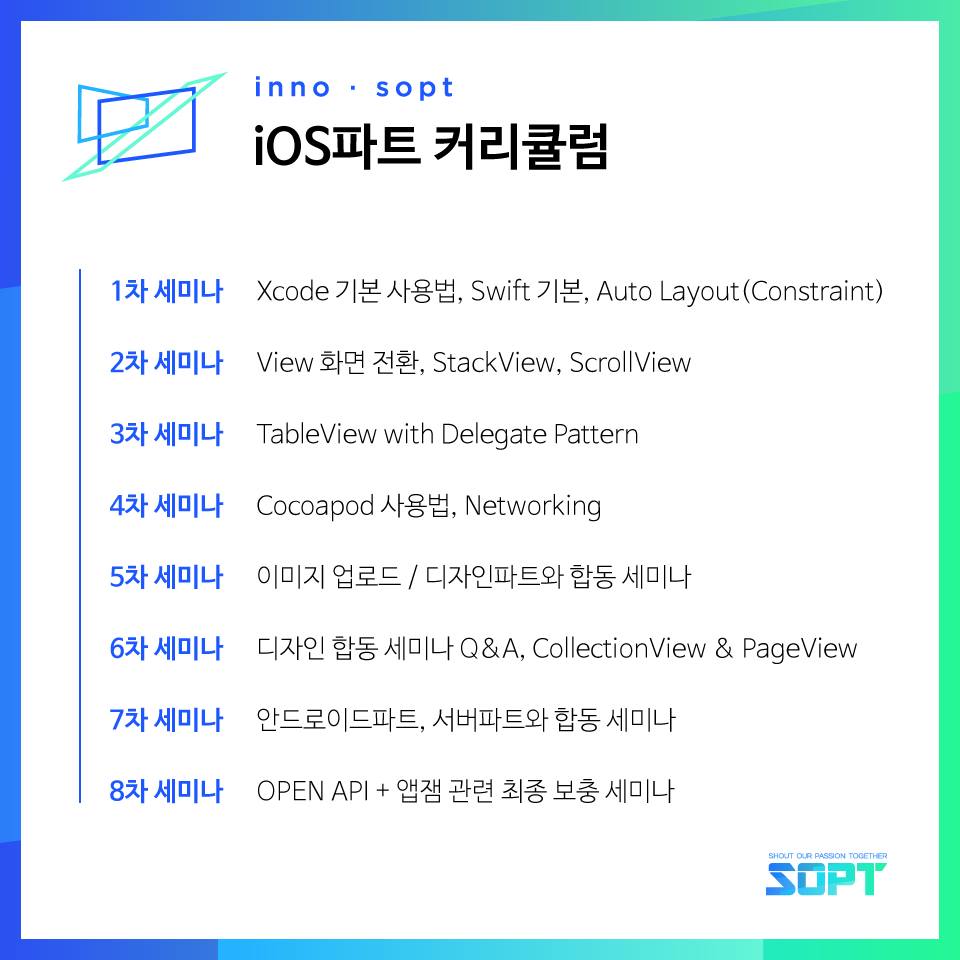 inno · sopt
iOS파트 커리큘럼
1차 세미나 Xcode 기본 사용법, Swift 기본, Auto Layout(Constraint)
2차 세미나 View 화면 전환, StackView, ScrollView
3차 세미나 TableView with Delegate Pattern
4차 세미나 Cocoapod 사용법, Networking
5차 세미나 이미지 업로드 / 디자인파트와 합동 세미나
6차 세미나 디자인 합동 세미나 Q&A, CollectionView & PageView
7차 세미나 안드로이드파트, 서버파트와 합동 세미나
8차 세미나 OPEN API + 앱잼 관련 최종 보충 세미나
SHOUT OUR PASSION TOGETHER
SOPT